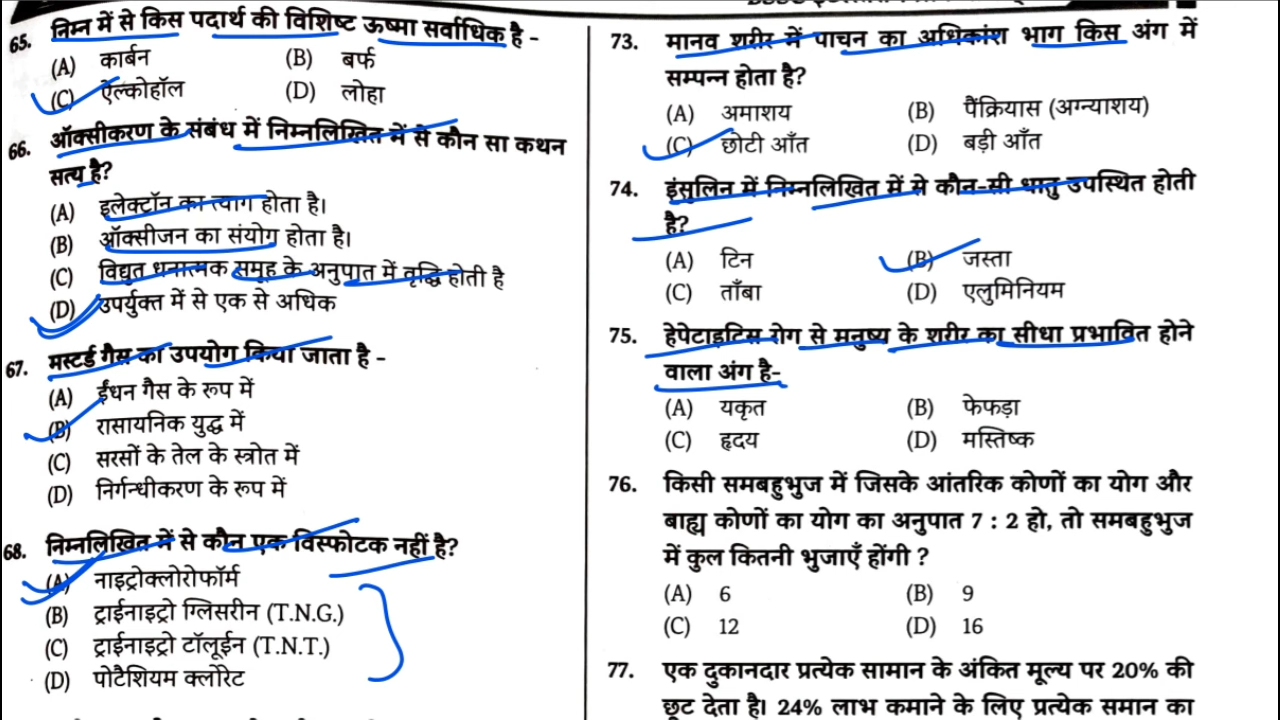 65. निम्न में से किस पदार्थ की विशिष्ट ऊष्मा सर्वाधिक है -
(A) कार्बन (B) बर्फ
(C) ऐल्कोहॉल (D) लोहा
66. ऑक्सीकरण के संबंध में निम्नलिखित में से कौन सा कथन
सत्य है?
(A) इलेक्टॉन का त्याग होता है।
(B) ऑक्सीजन का संयोग होता है।
(C) विद्युत धनात्मक समूह के अनुपात में वृद्धि होती है
(D) उपर्युक्त में से एक से अधिक
67. मस्टर्ड गैस का उपयोग किया जाता है -
(A) ईंधन गैस के रूप में
(B) रासायनिक युद्ध में
(C) सरसों के तेल के स्त्रोत में
(D) निर्गन्धीकरण के रूप में
68. निम्नलिखित में से कौन एक विस्फोटक नहीं है?
(A) नाइट्रोक्लोरोफॉर्म
(B) ट्राईनाइट्रो ग्लिसरीन (T.N.G.)
(C) ट्राईनाइट्रो टॉलूईन (T.N.T.)
(D) पोटैशियम क्लोरेट
73. मानव शरीर में पाचन का अधिकांश भाग किस अंग में
सम्पन्न होता है?
(A) अमाशय (B) पैंक्रियास (अग्न्याशय)
(C) छोटी आँत (D) बड़ी आँत
74. इंसुलिन में निम्नलिखित में से कौन-सी धातु उपस्थित होती
है?
(A) टिन (B) जस्ता
(C) ताँबा (D) एलुमिनियम
75. हेपेटाइटिस रोग से मनुष्य के शरीर का सीधा प्रभावित होने
वाला अंग है-
(A) यकृत (B) फेफड़ा
(C) हृदय (D) मस्तिष्क
76. किसी समबहुभुज में जिसके आंतरिक कोणों का योग और
बाह्य कोणों का योग का अनुपात 7 : 2 हो, तो समबहुभुज
में कुल कितनी भुजाएँ होंगी ?
(A) 6 (B) 9
(C) 12 (D) 16
77. एक दुकानदार प्रत्येक सामान के अंकित मूल्य पर 20% की
छूट देता है। 24% लाभ कमाने के लिए प्रत्येक समान का